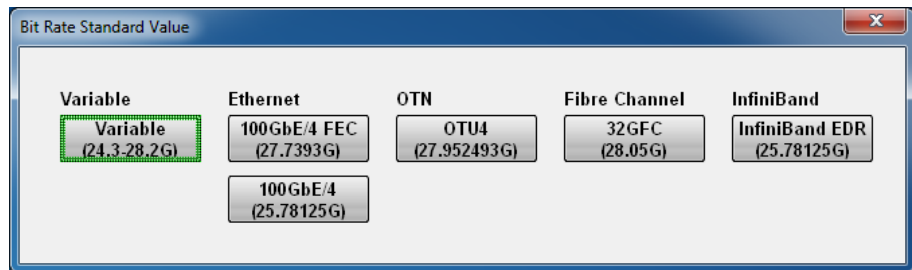 Bit Rate Standard Value
Variable
Ethernet
OTN
Fibre Channel
InfiniBand
Variable
(24.3-28.2G)
100GbE/4 FEC
(27.7393G)
OTU4
(27.952493G)
32GFC
(28.05G)
InfiniBand EDR
(25.78125G)
100GbE/4
(25.78125G)